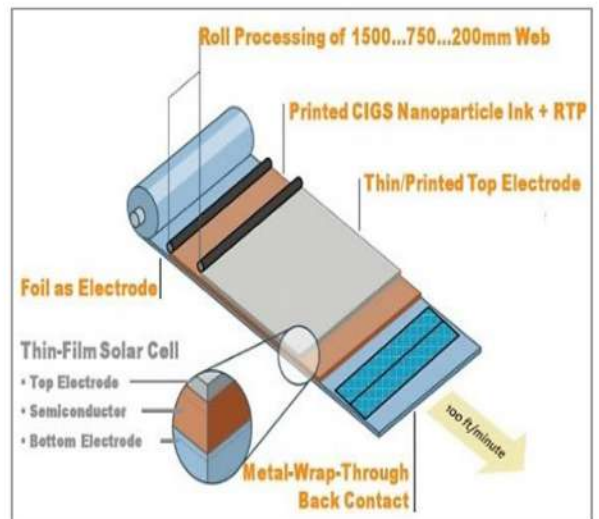 Roll Processing of 1500...750...200mm Web
Printed CIGS Nanoparticle Ink + RTP
Thin/Printed Top Electrode
Foil as Electrode
Thin-Film Solar Cell
• Top Electrode
• Semiconductor
• Bottom Electrode
100 ft/minute
Metal-Wrap-Through
Back Contact